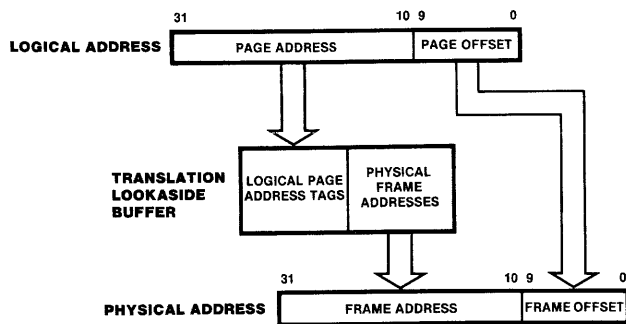 31 10 9 0
LOGICAL ADDRESS PAGE ADDRESS PAGE OFFSET
TRANSLATION
LOOKASIDE
BUFFER
LOGICAL PAGE
ADDRESS TAGS
PHYSICAL
FRAME
ADDRESSES
31 10 9 0
PHYSICAL ADDRESS FRAME ADDRESS FRAME OFFSET